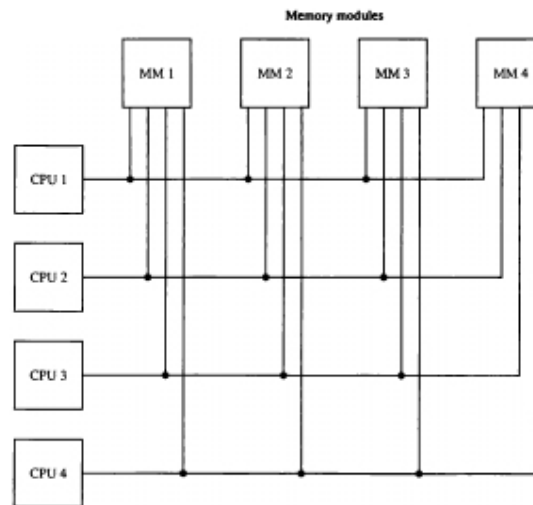 Memory modules
MM 1
MM 2
MM 3
MM 4
CPU 1
CPU 2
CPU 3
CPU 4